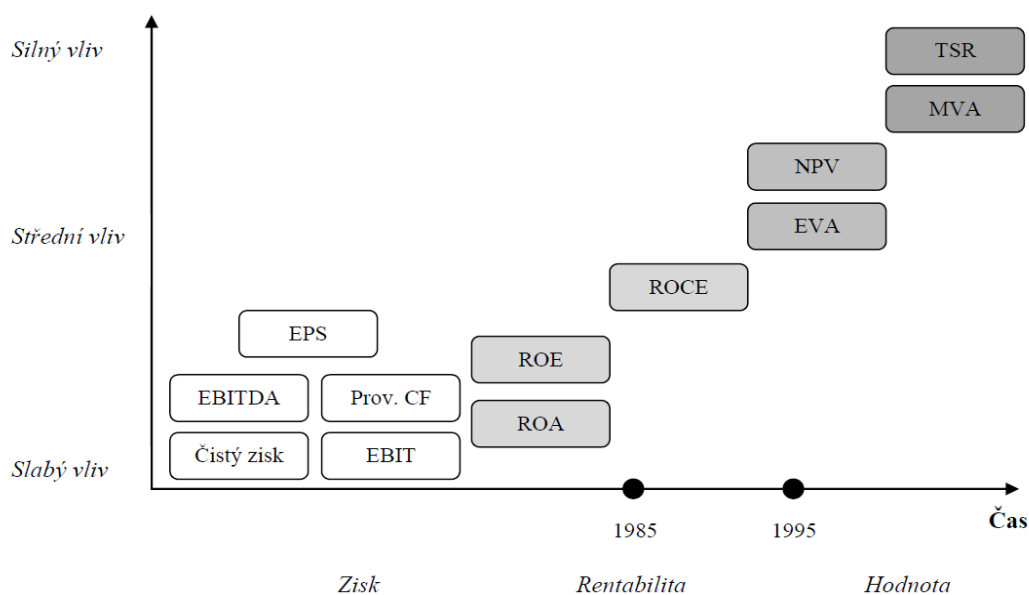 Silný vliv
TSR
MVA
NPV
Střední vliv
EVA
ROCE
EPS
ROE
EBITDA
Prov. CF
ROA
Čistý zisk
EBIT
Slabý vliv
Čas
1985
1995
Zisk
Rentabilita
Hodnota